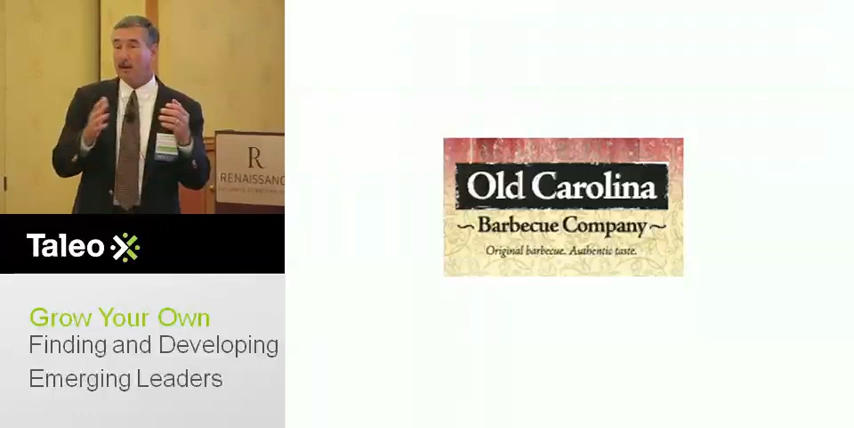 R
RENAISSANCE
Taleo
Grow Your Own
Finding and Developing
Emerging Leaders
Old Carolina
~Barbecue Company~
Original barbecue. Authentic taste.